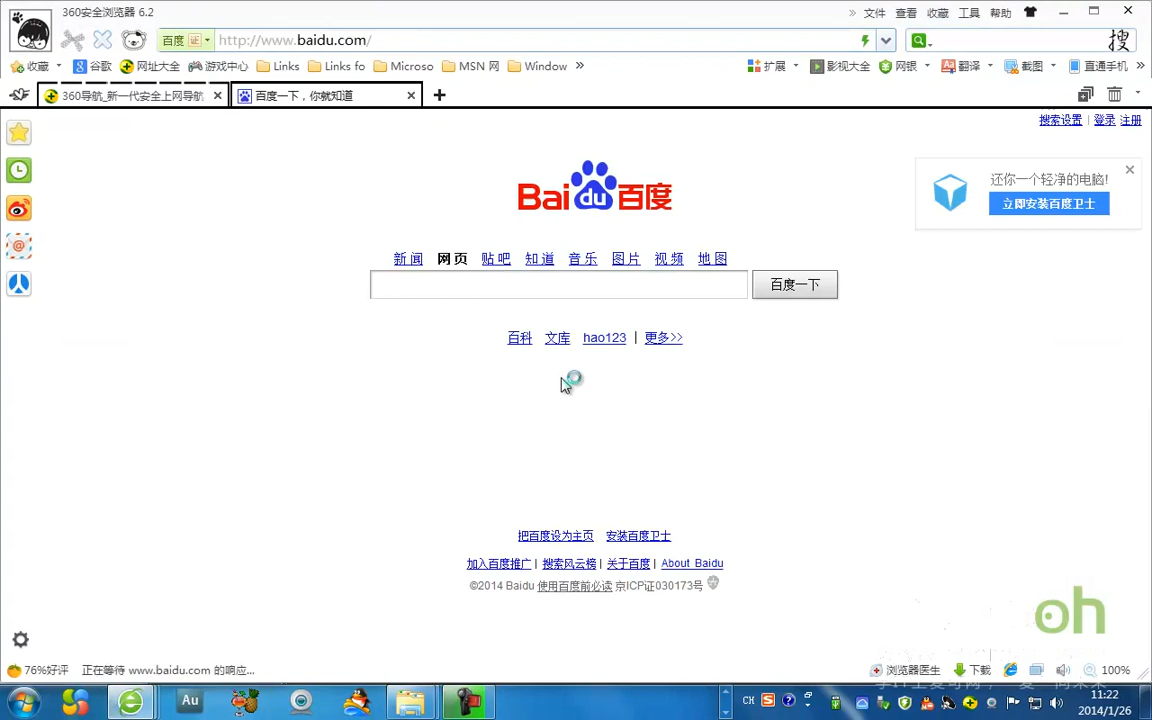 360安全浏览器 6.2
» 文件 查看 收藏 工具 帮助
百度 证 http://www.baidu.com/ 搜
收藏 谷歌 网址大全 游戏中心 Links Links fo Microso MSN 网 Window » 扩展 影视大全 网银 翻译 截图 直通手机 »
360导航_新一代安全上网导航 百度一下，你就知道
搜索设置 | 登录 注册
还你一个轻净的电脑!
立即安装百度卫士
Bai du 百度
新闻 网页 贴吧 知道 音乐 图片 视频 地图
百度一下
百科 文库 hao123 | 更多>>
把百度设为主页 安装百度卫士
加入百度推广 | 搜索风云榜 | 关于百度 | About Baidu
©2014 Baidu 使用百度前必读 京ICP证030173号
oh
76%好评 正在等待 www.baidu.com 的响应... 浏览器医生 下载 100%
Au CH S 11:22
2014/1/26